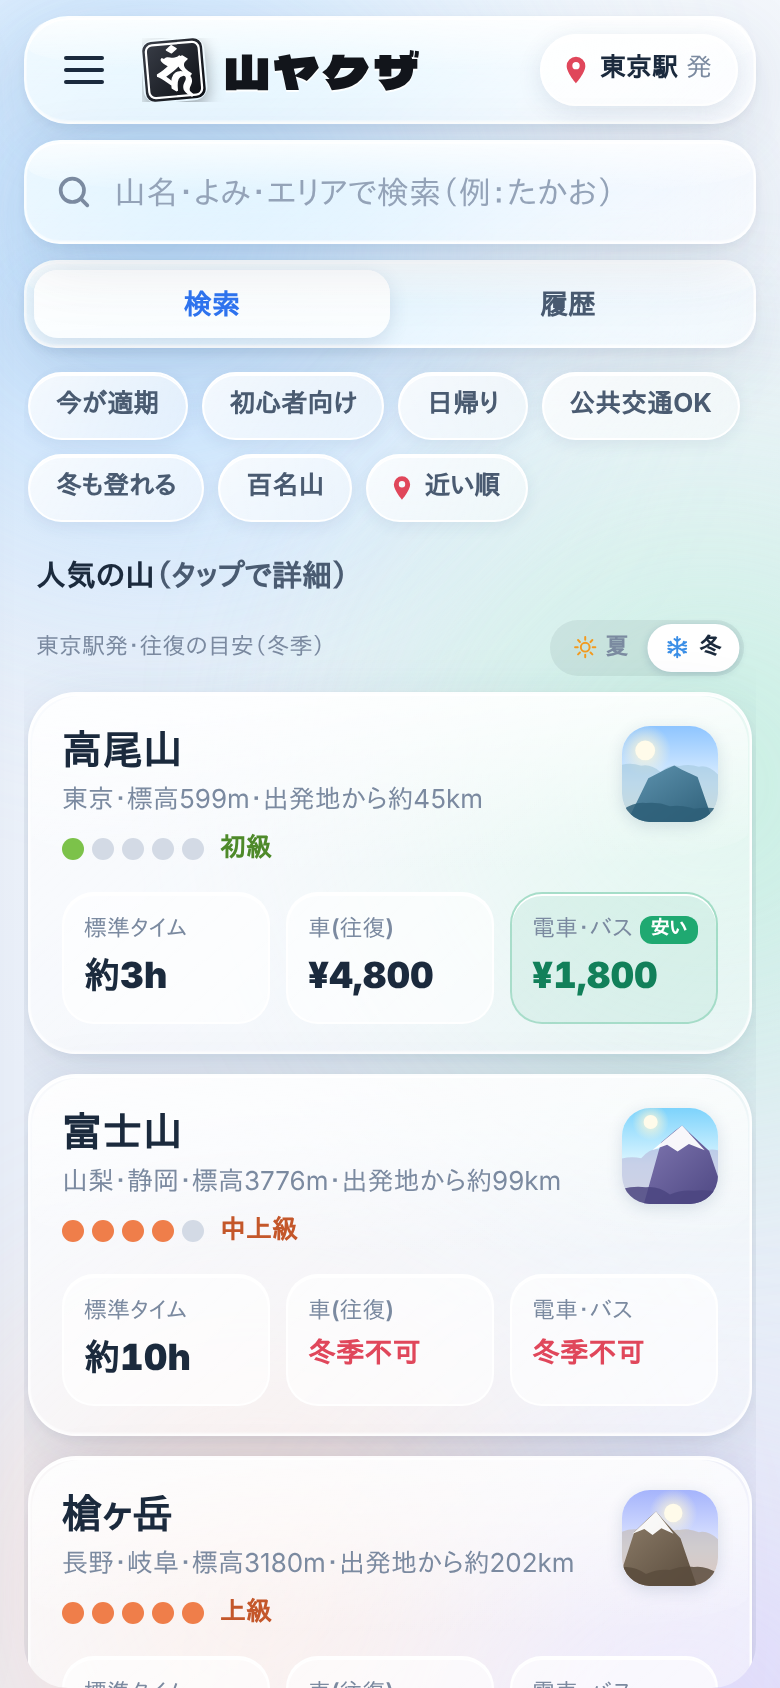 山ヤクザ
東京駅 発
山名・よみ・エリアで検索（例：たかお）
検索 履歴
今が適期 初心者向け 日帰り 公共交通OK
冬も登れる 百名山 近い順
人気の山（タップで詳細）
東京駅発・往復の目安（冬季） 夏 冬
高尾山
東京・標高599m・出発地から約45km
初級
標準タイム 車(往復) 電車・バス 安い
約3h ¥4,800 ¥1,800
富士山
山梨・静岡・標高3776m・出発地から約99km
中上級
標準タイム 車(往復) 電車・バス
約10h 冬季不可 冬季不可
槍ヶ岳
長野・岐阜・標高3180m・出発地から約202km
上級